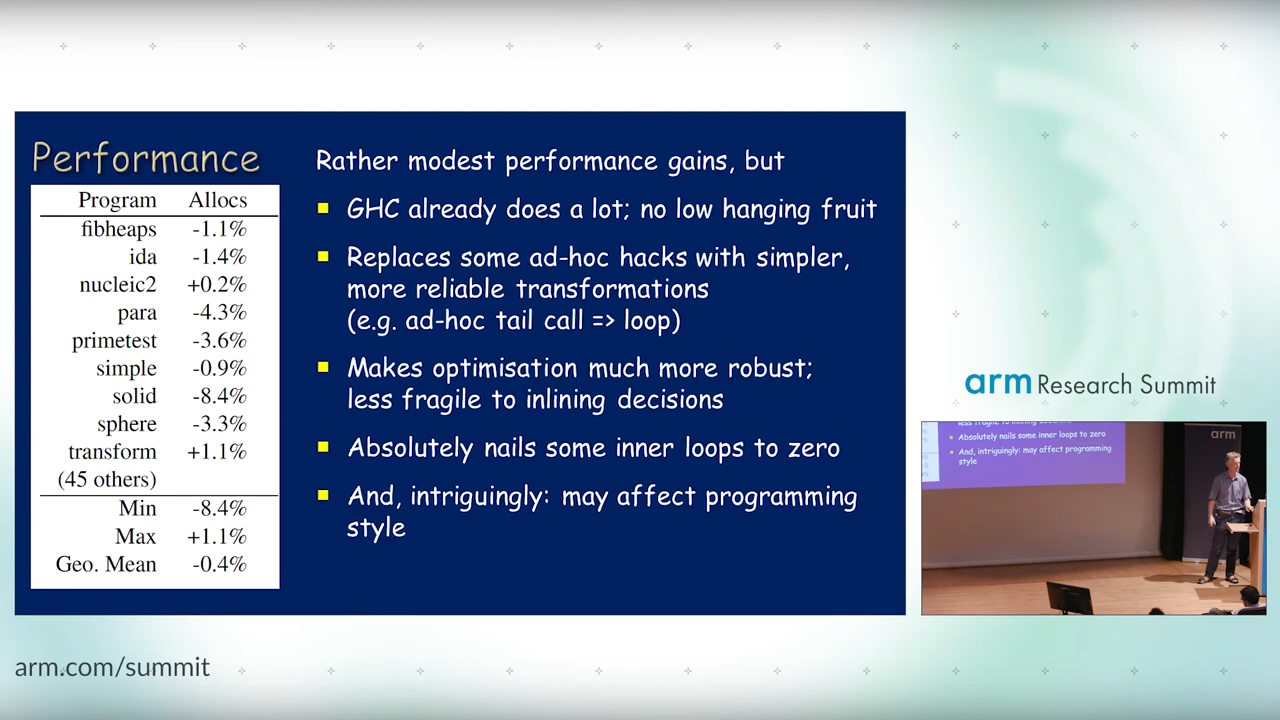 Performance
Program Allocs
fibheaps -1.1%
ida -1.4%
nucleic2 +0.2%
para -4.3%
primetest -3.6%
simple -0.9%
solid -8.4%
sphere -3.3%
transform +1.1%
(45 others)
Min -8.4%
Max +1.1%
Geo. Mean -0.4%
Rather modest performance gains, but
GHC already does a lot; no low hanging fruit
Replaces some ad-hoc hacks with simpler,
more reliable transformations
(e.g. ad-hoc tail call => loop)
Makes optimisation much more robust;
less fragile to inlining decisions
Absolutely nails some inner loops to zero
And, intriguingly: may affect programming
style
arm Research Summit
less fragile to inlining decisions
Absolutely nails some inner loops to zero
And, intriguingly: may affect programming
style
arm
arm.com/summit